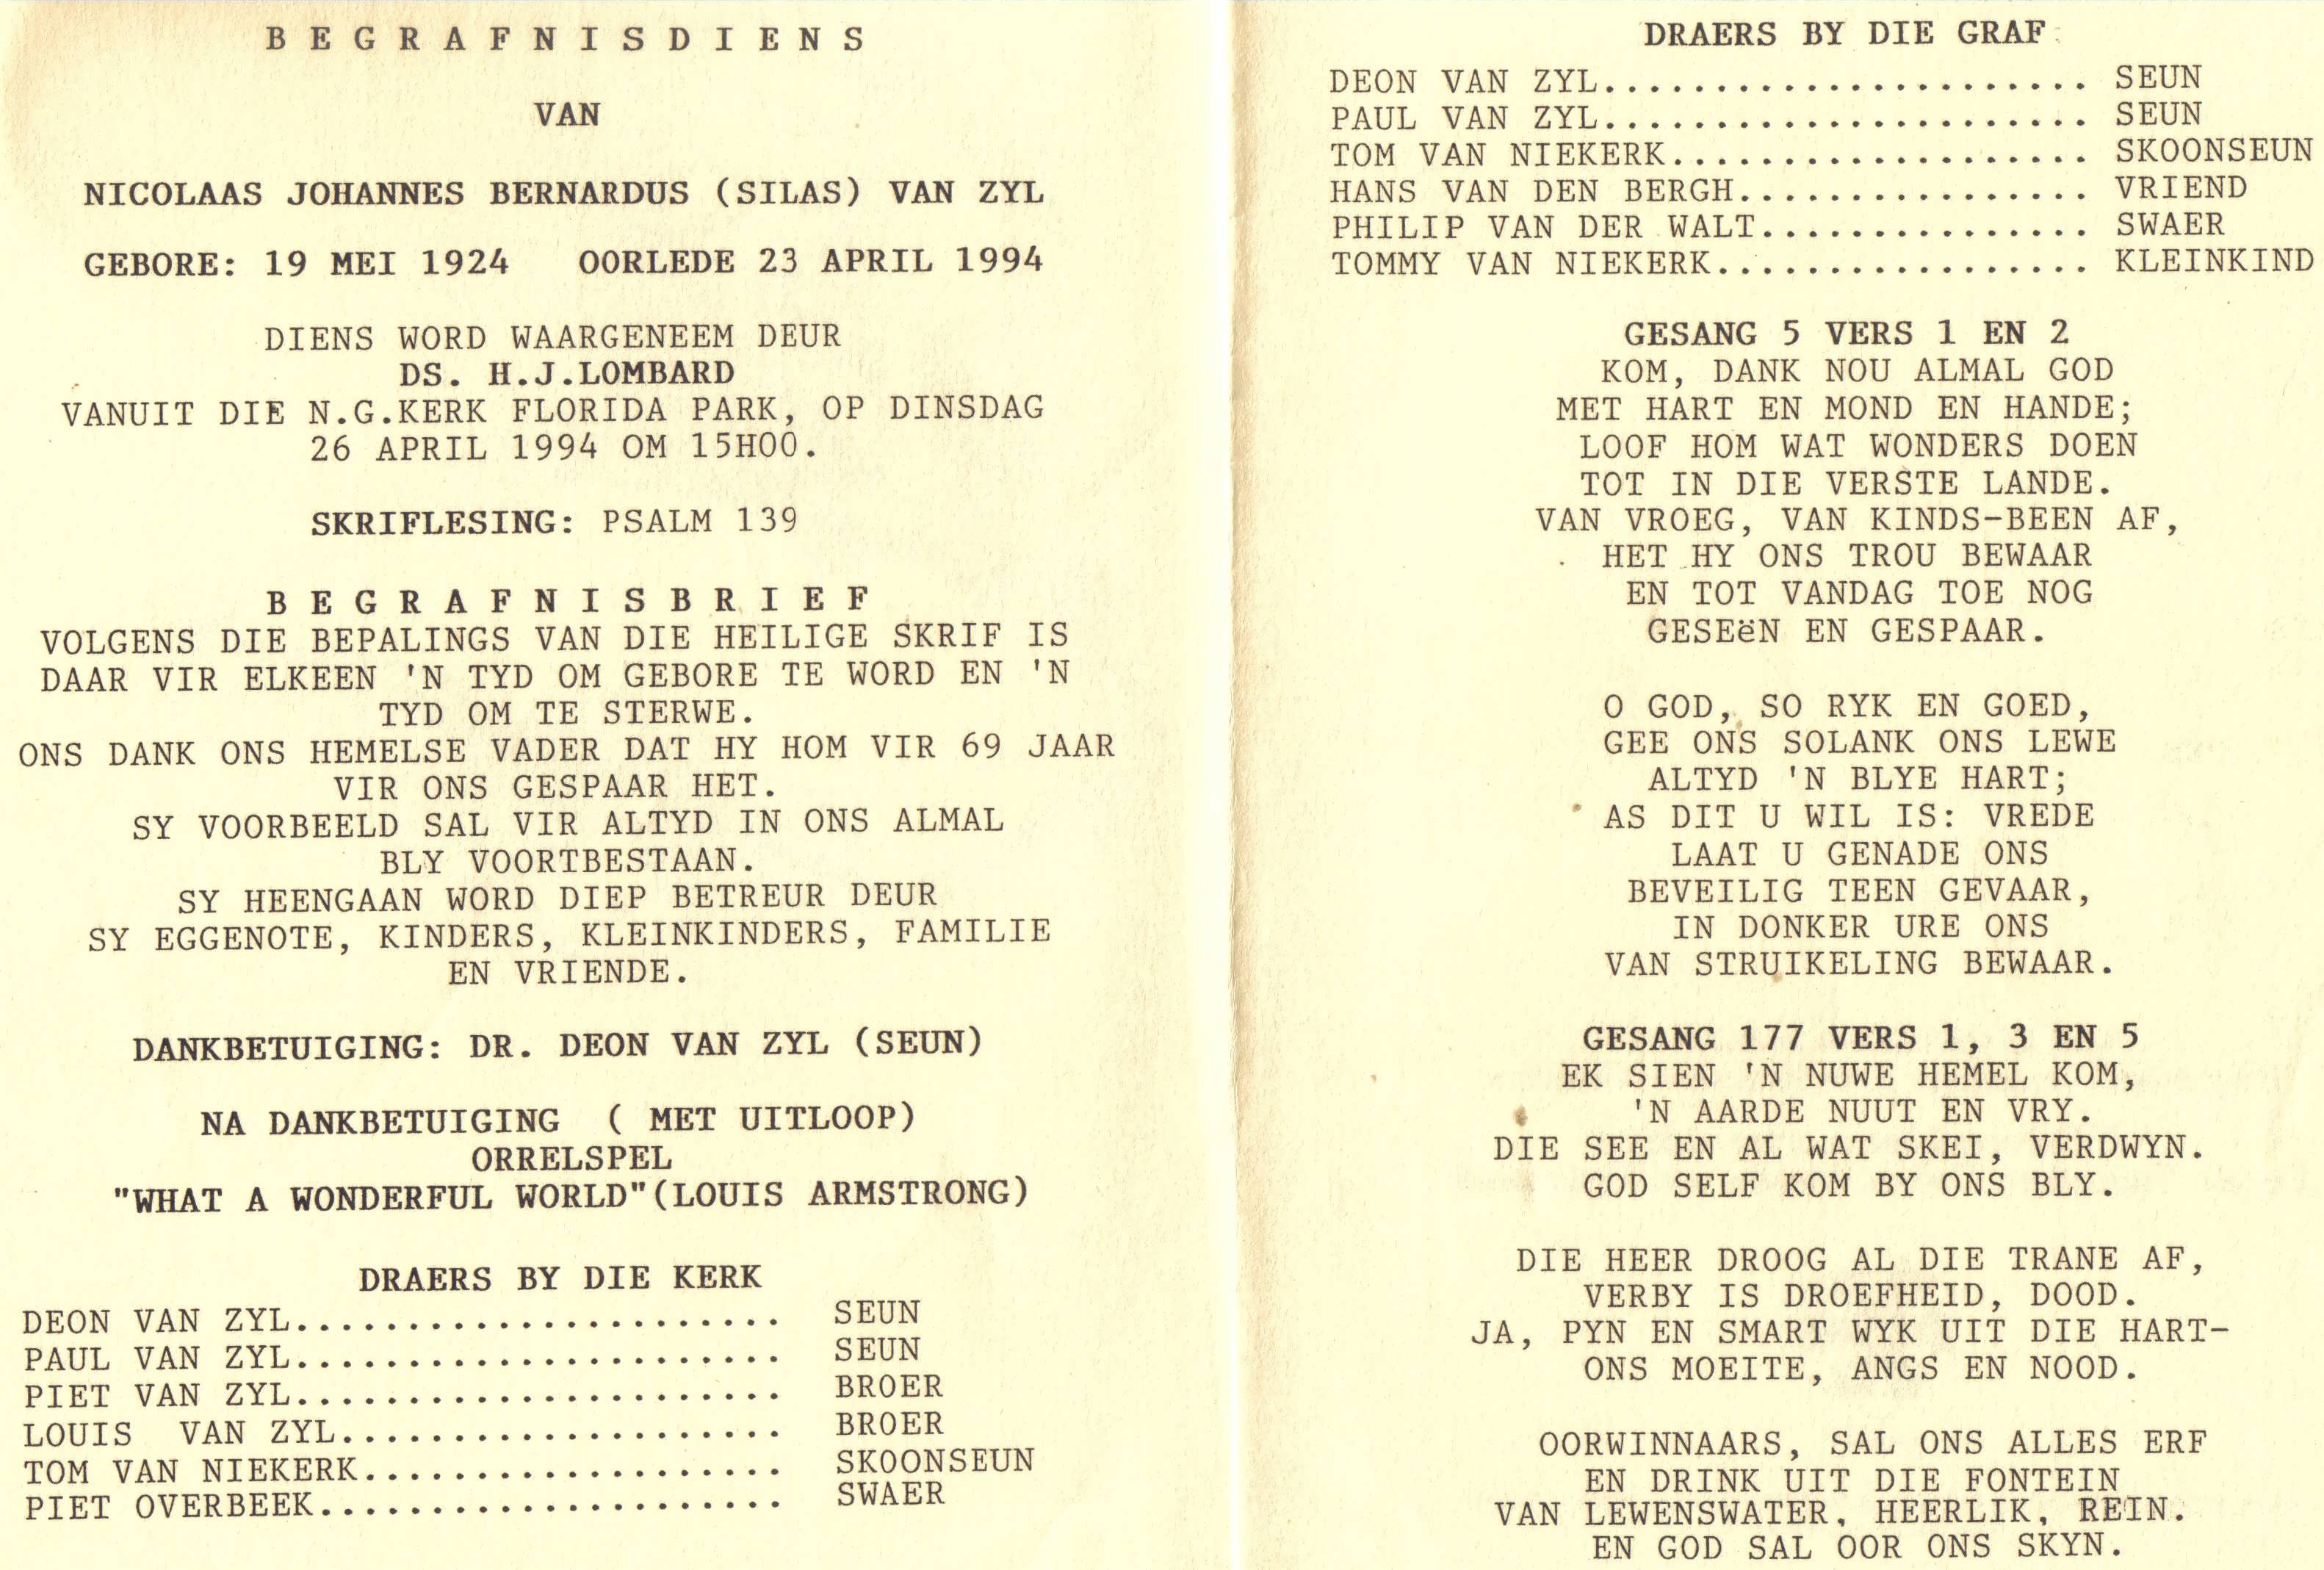 BEGRAFNISDIENS
VAN
NICOLAAS JOHANNES BERNARDUS (SILAS) VAN ZYL
GEBORE: 19 MEI 1924 OORLEDE 23 APRIL 1994
DIENS WORD WAARGENEEM DEUR
DS. H.J.LOMBARD
VANUIT DIE N.G.KERK FLORIDA PARK, OP DINSDAG
26 APRIL 1994 OM 15H00.
SKRIFLESING: PSALM 139
BEGRAFNISBRIEF
VOLGENS DIE BEPALINGS VAN DIE HEILIGE SKRIF IS
DAAR VIR ELKEEN 'N TYD OM GEBORE TE WORD EN 'N
TYD OM TE STERWE.
ONS DANK ONS HEMELSE VADER DAT HY HOM VIR 69 JAAR
VIR ONS GESPAAR HET.
SY VOORBEELD SAL VIR ALTYD IN ONS ALMAL
BLY VOORTBESTAAN.
SY HEENGAAN WORD DIEP BETREUR DEUR
SY EGGENOTE, KINDERS, KLEINKINDERS, FAMILIE
EN VRIENDE.
DANKBETUIGING: DR. DEON VAN ZYL (SEUN)
NA DANKBETUIGING ( MET UITLOOP)
ORRELSPEL
"WHAT A WONDERFUL WORLD"(LOUIS ARMSTRONG)
DRAERS BY DIE KERK
DEON VAN ZYL...................... SEUN
PAUL VAN ZYL...................... SEUN
PIET VAN ZYL...................... BROER
LOUIS VAN ZYL.................... BROER
TOM VAN NIEKERK................... SKOONSEUN
PIET OVERBEEK..................... SWAER
DRAERS BY DIE GRAF
DEON VAN ZYL...................... SEUN
PAUL VAN ZYL...................... SEUN
TOM VAN NIEKERK................... SKOONSEUN
HANS VAN DEN BERGH................ VRIEND
PHILIP VAN DER WALT............... SWAER
TOMMY VAN NIEKERK................. KLEINKIND
GESANG 5 VERS 1 EN 2
KOM, DANK NOU ALMAL GOD
MET HART EN MOND EN HANDE;
LOOF HOM WAT WONDERS DOEN
TOT IN DIE VERSTE LANDE.
VAN VROEG, VAN KINDS-BEEN AF,
HET HY ONS TROU BEWAAR
EN TOT VANDAG TOE NOG
GESEëN EN GESPAAR.
O GOD, SO RYK EN GOED,
GEE ONS SOLANK ONS LEWE
ALTYD 'N BLYE HART;
AS DIT U WIL IS: VREDE
LAAT U GENADE ONS
BEVEILIG TEEN GEVAAR,
IN DONKER URE ONS
VAN STRUIKELING BEWAAR.
GESANG 177 VERS 1, 3 EN 5
EK SIEN 'N NUWE HEMEL KOM,
'N AARDE NUUT EN VRY.
DIE SEE EN AL WAT SKEI, VERDWYN.
GOD SELF KOM BY ONS BLY.
DIE HEER DROOG AL DIE TRANE AF,
VERBY IS DROEFHEID, DOOD.
JA, PYN EN SMART WYK UIT DIE HART-
ONS MOEITE, ANGS EN NOOD.
OORWINNAARS, SAL ONS ALLES ERF
EN DRINK UIT DIE FONTEIN
VAN LEWENSWATER, HEERLIK, REIN.
EN GOD SAL OOR ONS SKYN.